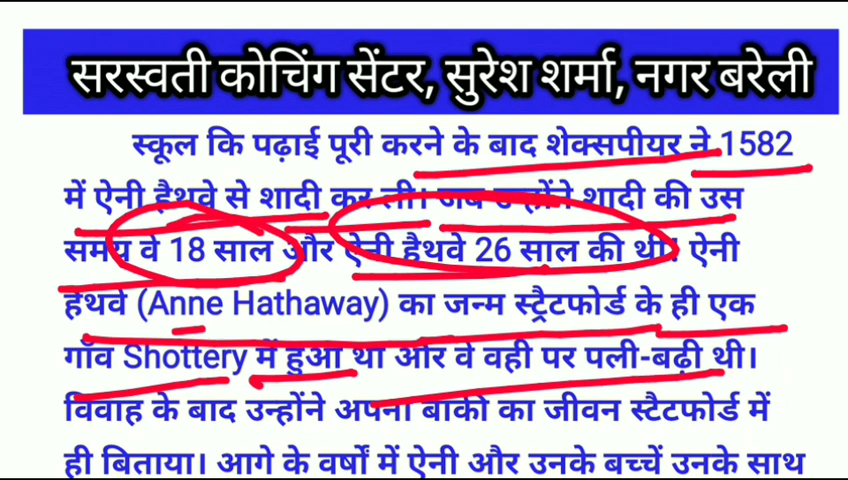 सरस्वती कोचिंग सेंटर, सुरेश शर्मा, नगर बरेली
स्कूल कि पढ़ाई पूरी करने के बाद शेक्सपीयर ने 1582
में ऐनी हैथवे से शादी कर ली। जब उन्होंने शादी की उस
समय वे 18 साल और ऐनी हैथवे 26 साल की थी। ऐनी
हैथवे (Anne Hathaway) का जन्म स्ट्रैटफोर्ड के ही एक
गाँव Shottery में हुआ था और वे वही पर पली-बढ़ी थी।
विवाह के बाद उन्होंने अपना बाकी का जीवन स्टैटफोर्ड में
ही बिताया। आगे के वर्षों में ऐनी और उनके बच्चें उनके साथ